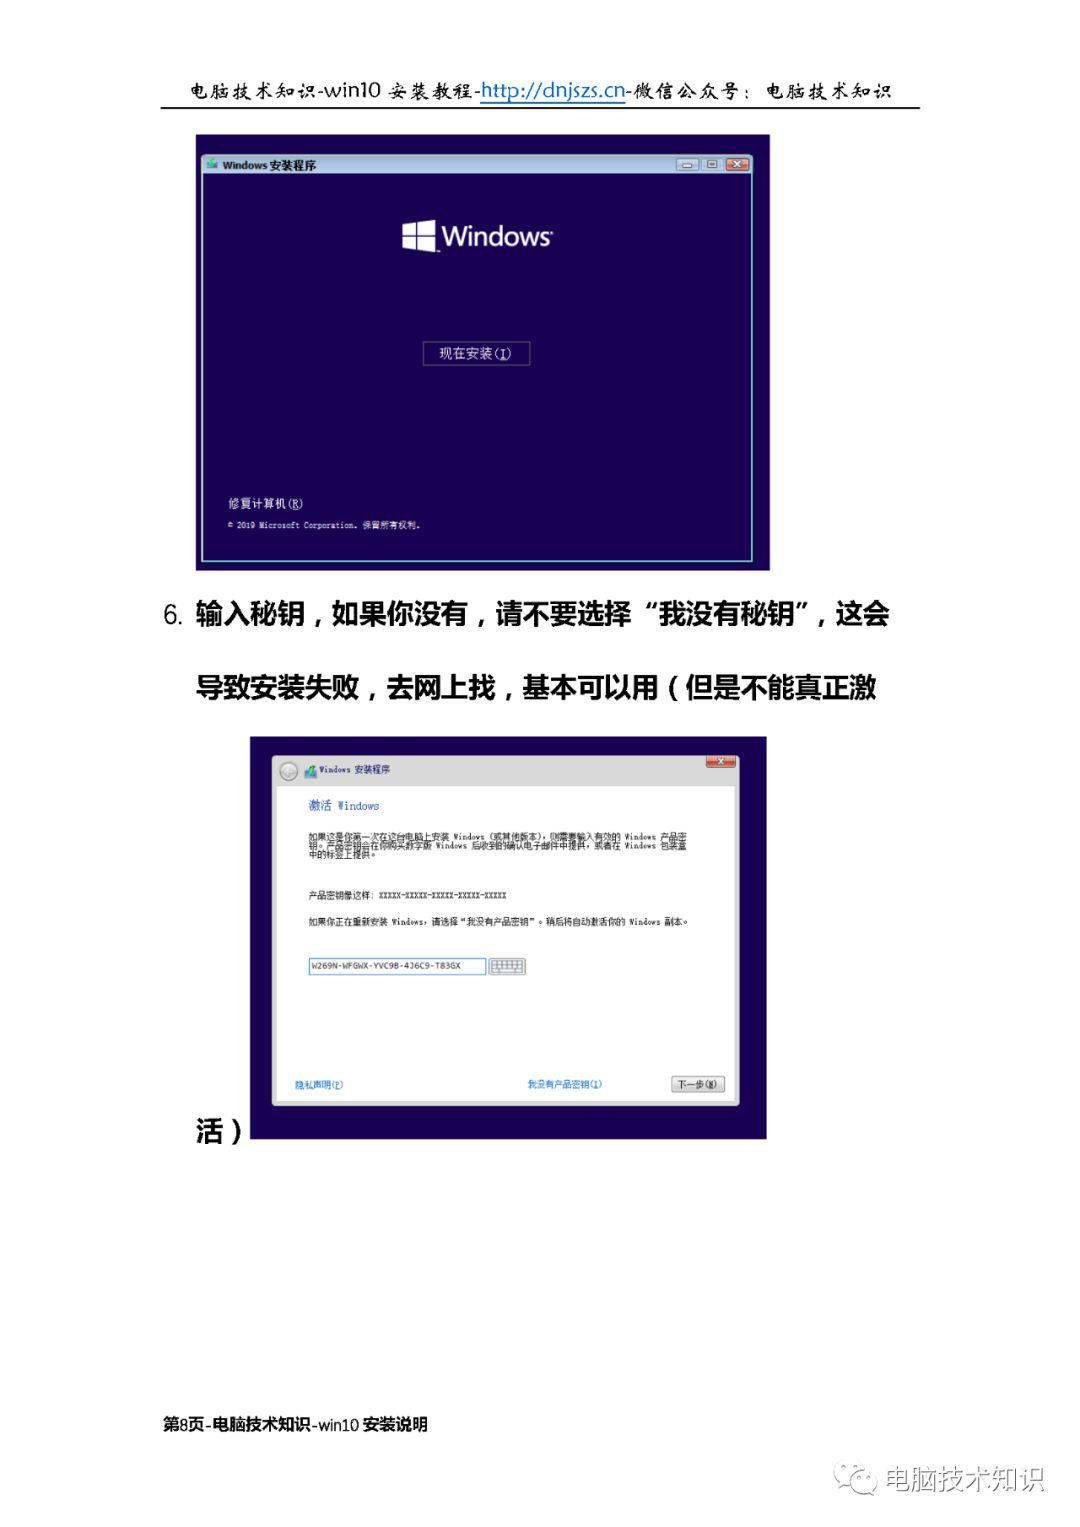 电脑技术知识-win10 安装教程-http://dnjszs.cn-微信公众号：电脑技术知识
Windows 安装程序
Windows
现在安装(I)
修复计算机(R)
© 2019 Microsoft Corporation。保留所有权利。
6. 输入秘钥，如果你没有，请不要选择“我没有秘钥”，这会
导致安装失败，去网上找，基本可以用（但是不能真正激
Windows 安装程序
激活 Windows
如果这是你第一次在这台电脑上安装 Windows (或其他版本)，则需要输入有效的 Windows 产品密
钥。产品密钥会在你购买数字版 Windows 后收到的确认电子邮件中提供，或者在 Windows 包装盒
中的标签上提供。
产品密钥像这样: XXXXX-XXXXX-XXXXX-XXXXX-XXXXX
如果你正在重新安装 Windows，请选择“我没有产品密钥”。稍后将自动激活你的 Windows 副本。
W269N-WFGWX-YVC9B-4J6C9-T83GX
隐私声明(P)
我没有产品密钥(I)
下一步(N)
活）
第8页-电脑技术知识-win10 安装说明
电脑技术知识